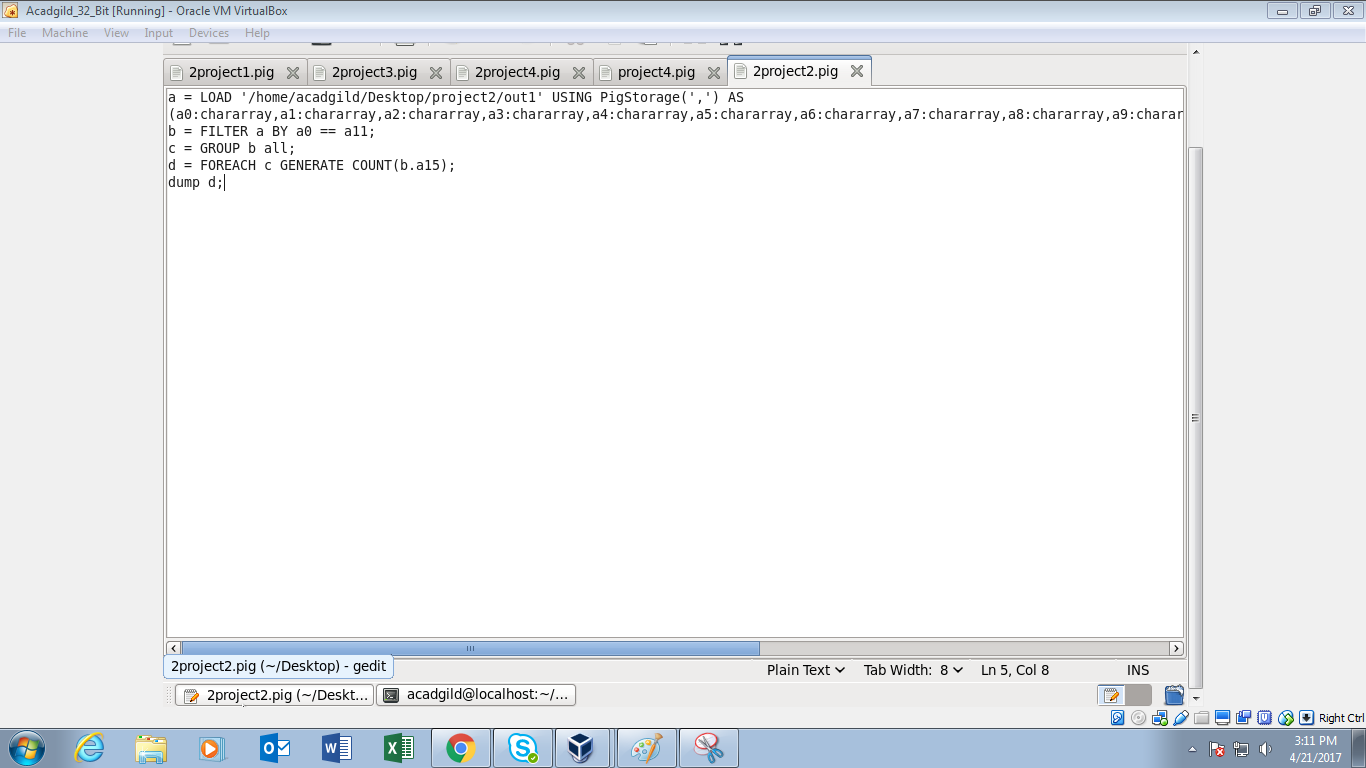 Acadgild_32_Bit [Running] - Oracle VM VirtualBox
File Machine View Input Devices Help
2project1.pig 2project3.pig 2project4.pig project4.pig 2project2.pig
a = LOAD '/home/acadgild/Desktop/project2/out1' USING PigStorage(',') AS
(a0:chararray,a1:chararray,a2:chararray,a3:chararray,a4:chararray,a5:chararray,a6:chararray,a7:chararray,a8:chararray,a9:charar
b = FILTER a BY a0 == a11;
c = GROUP b all;
d = FOREACH c GENERATE COUNT(b.a15);
dump d;
2project2.pig (~/Desktop) - gedit
Plain Text Tab Width: 8 Ln 5, Col 8 INS
2project2.pig (~/Deskt... acadgild@localhost:~/...
Right Ctrl
3:11 PM
4/21/2017